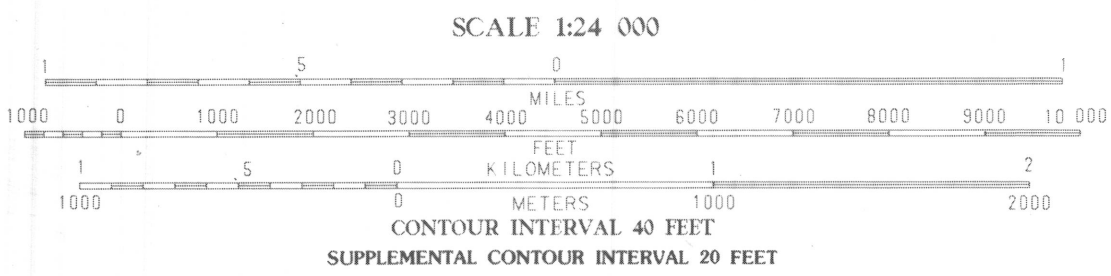 SCALE 1:24 000
1 .5 0 1
MILES
1000 0 1000 2000 3000 4000 5000 6000 7000 8000 9000 10 000
FEET
1 .5 0 KILOMETERS 1 2
1000 0 METERS 1000 2000
CONTOUR INTERVAL 40 FEET
SUPPLEMENTAL CONTOUR INTERVAL 20 FEET